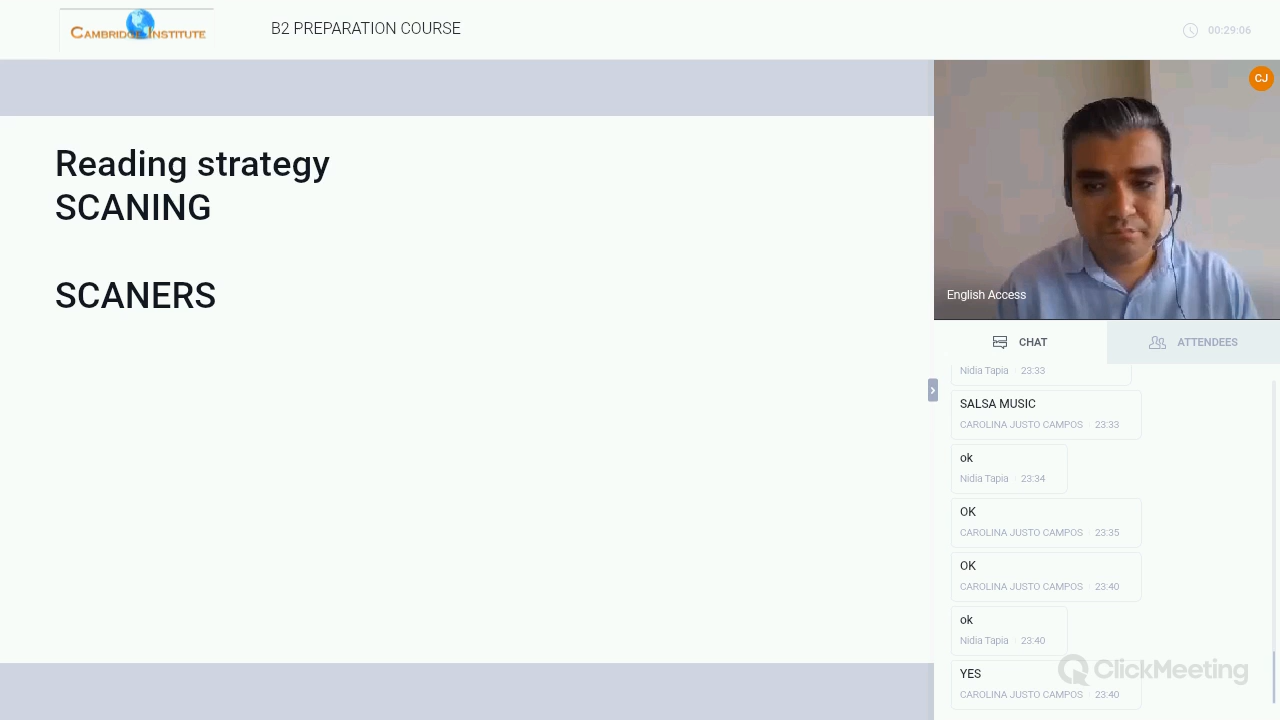 CAMBRIDGE INSTITUTE
B2 PREPARATION COURSE
00:29:06
Reading strategy
SCANING
SCANERS
CJ
English Access
CHAT
ATTENDEES
Nidia Tapia 23:33
SALSA MUSIC
CAROLINA JUSTO CAMPOS 23:33
ok
Nidia Tapia 23:34
OK
CAROLINA JUSTO CAMPOS 23:35
OK
CAROLINA JUSTO CAMPOS 23:40
ok
Nidia Tapia 23:40
YES
CAROLINA JUSTO CAMPOS 23:40
ClickMeeting